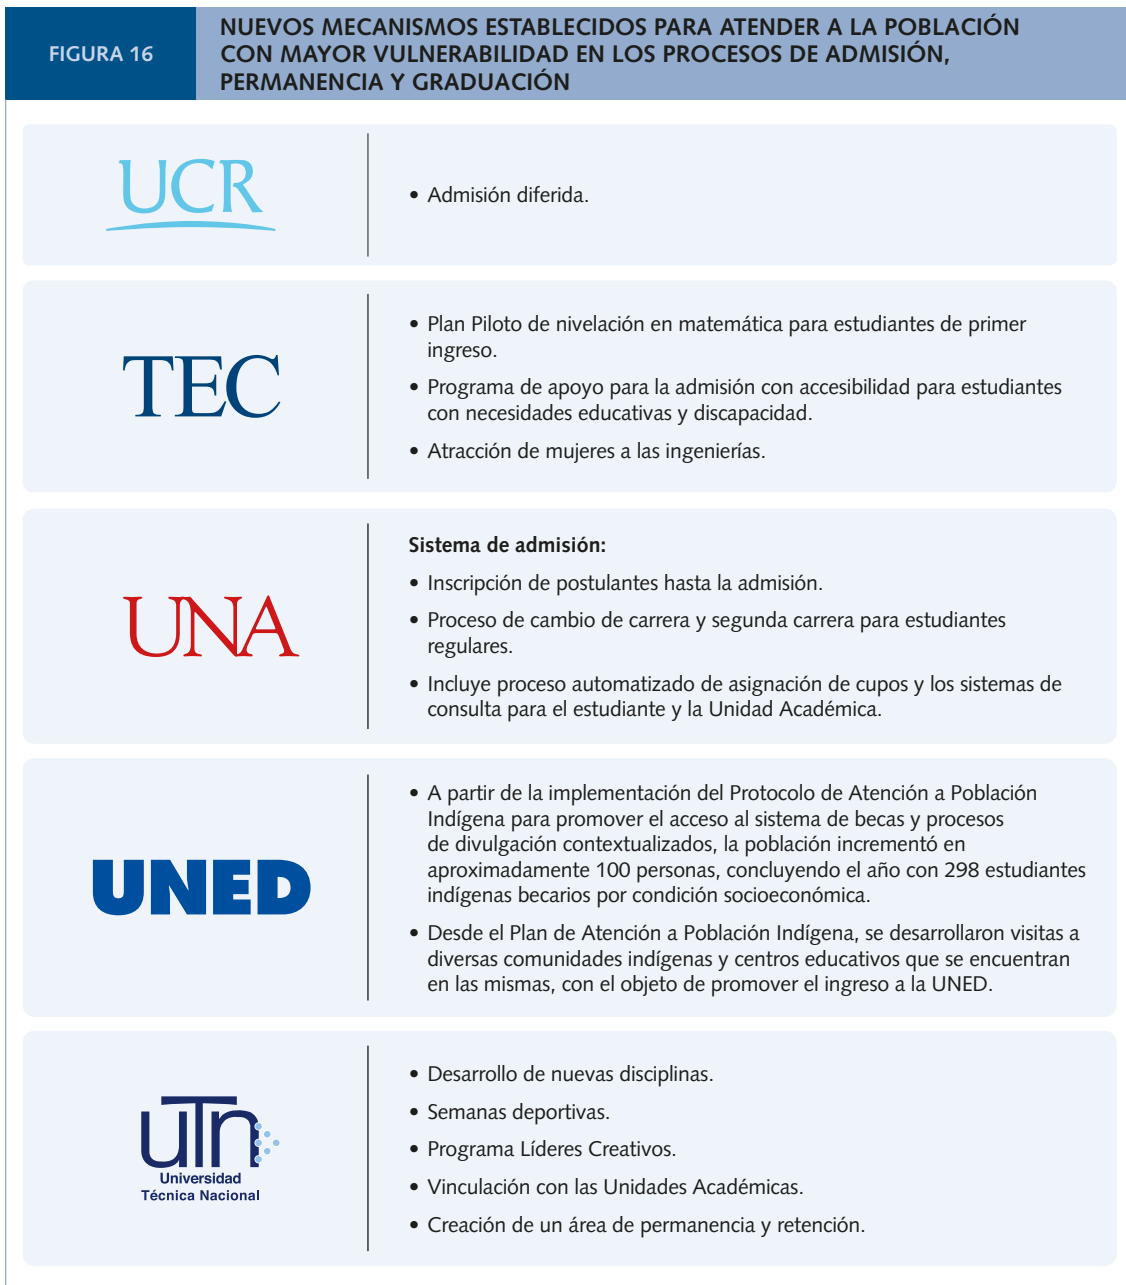 FIGURA 16
NUEVOS MECANISMOS ESTABLECIDOS PARA ATENDER A LA POBLACIÓN
CON MAYOR VULNERABILIDAD EN LOS PROCESOS DE ADMISIÓN,
PERMANENCIA Y GRADUACIÓN
UCR
• Admisión diferida.
TEC
• Plan Piloto de nivelación en matemática para estudiantes de primer
ingreso.
• Programa de apoyo para la admisión con accesibilidad para estudiantes
con necesidades educativas y discapacidad.
• Atracción de mujeres a las ingenierías.
UNA
Sistema de admisión:
• Inscripción de postulantes hasta la admisión.
• Proceso de cambio de carrera y segunda carrera para estudiantes
regulares.
• Incluye proceso automatizado de asignación de cupos y los sistemas de
consulta para el estudiante y la Unidad Académica.
UNED
• A partir de la implementación del Protocolo de Atención a Población
Indígena para promover el acceso al sistema de becas y procesos
de divulgación contextualizados, la población incrementó en
aproximadamente 100 personas, concluyendo el año con 298 estudiantes
indígenas becarios por condición socioeconómica.
• Desde el Plan de Atención a Población Indígena, se desarrollaron visitas a
diversas comunidades indígenas y centros educativos que se encuentran
en las mismas, con el objeto de promover el ingreso a la UNED.
uTn
Universidad
Técnica Nacional
• Desarrollo de nuevas disciplinas.
• Semanas deportivas.
• Programa Líderes Creativos.
• Vinculación con las Unidades Académicas.
• Creación de un área de permanencia y retención.